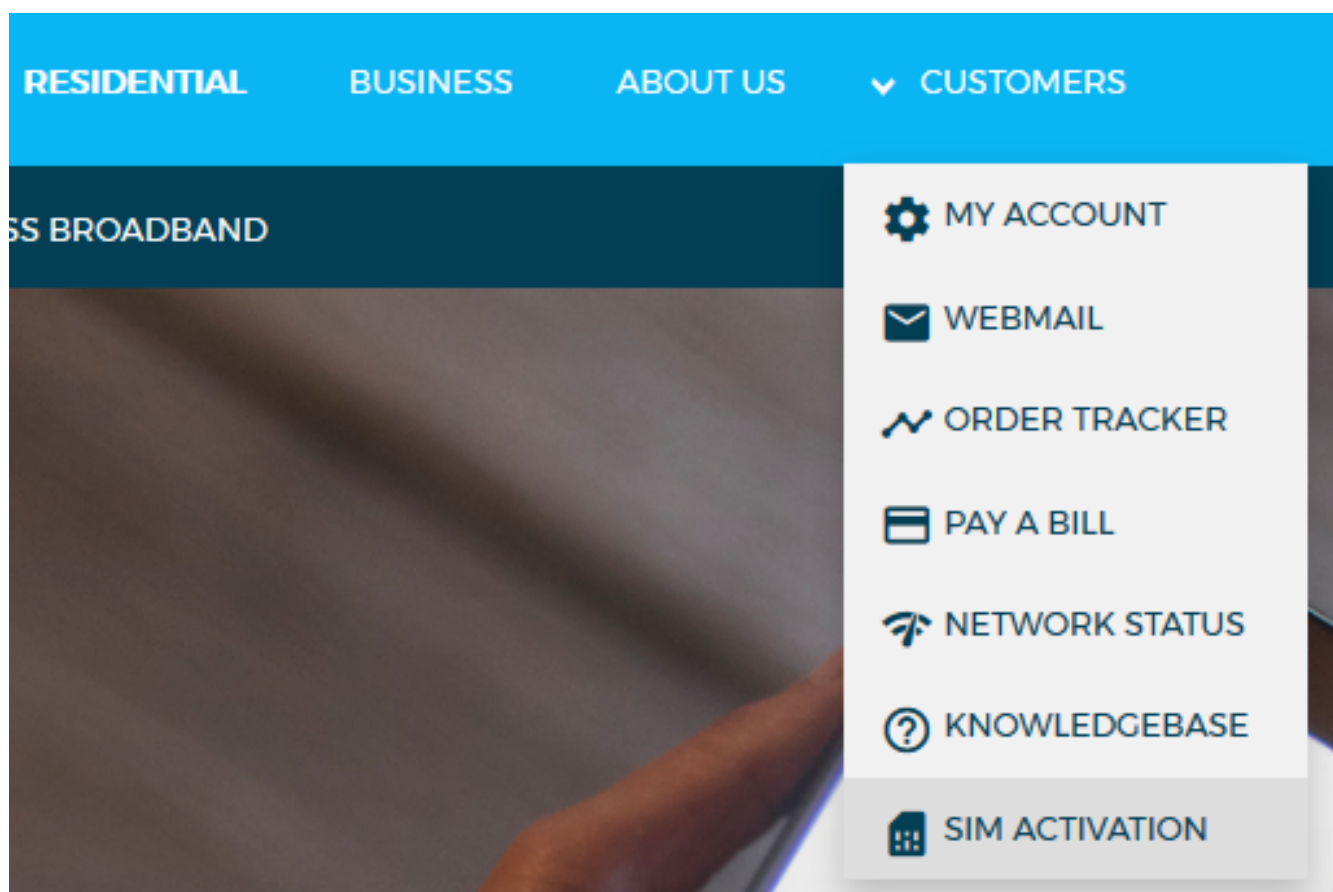 RESIDENTIAL BUSINESS ABOUT US CUSTOMERS
SS BROADBAND
MY ACCOUNT
WEBMAIL
ORDER TRACKER
PAY A BILL
NETWORK STATUS
KNOWLEDGEBASE
SIM ACTIVATION